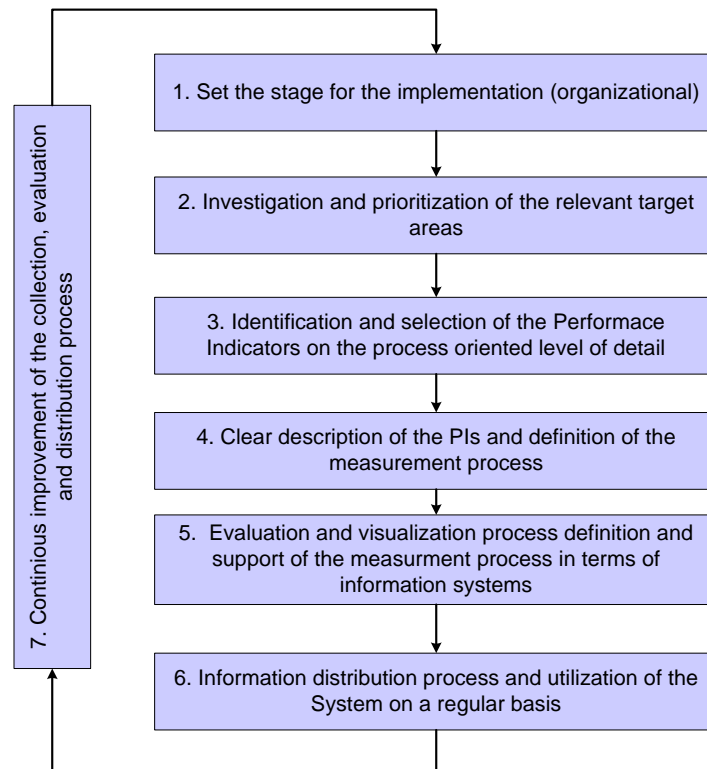 1. Set the stage for the implementation (organizational)
2. Investigation and prioritization of the relevant target
areas
3. Identification and selection of the Performace
Indicators on the process oriented level of detail
4. Clear description of the PIs and definition of the
measurement process
5. Evaluation and visualization process definition and
support of the measurment process in terms of
information systems
6. Information distribution process and utilization of the
System on a regular basis
7. Continious improvement of the collection, evaluation
and distribution process